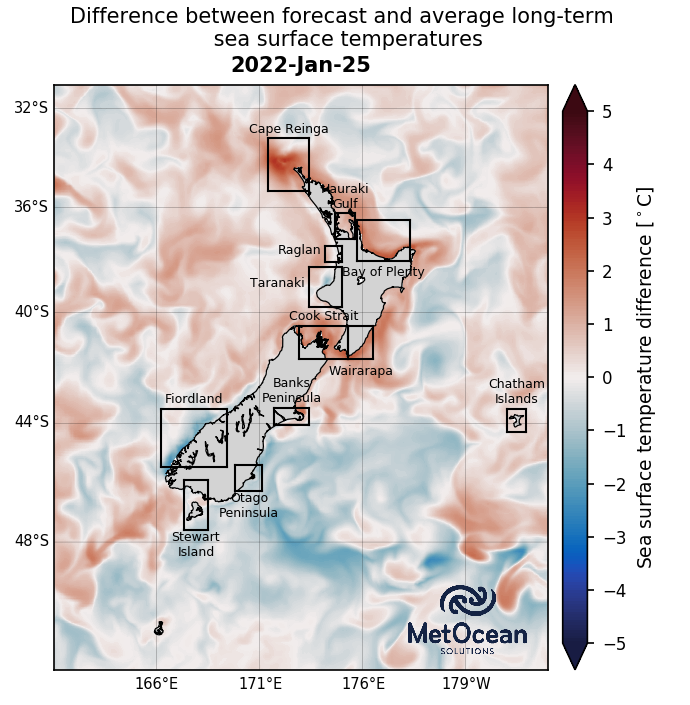 Difference between forecast and average long-term
sea surface temperatures
2022-Jan-25
32°S
36°S
40°S
44°S
48°S
Cape Reinga
Hauraki
Gulf
Raglan
Bay of Plenty
Taranaki
Cook Strait
Wairarapa
Banks
Peninsula
Fiordland
Chatham
Islands
Otago
Peninsula
Stewart
Island
MetOcean
SOLUTIONS
166°E
171°E
176°E
179°W
5
4
3
2
1
0
−1
−2
−3
−4
−5
Sea surface temperature difference [°C]